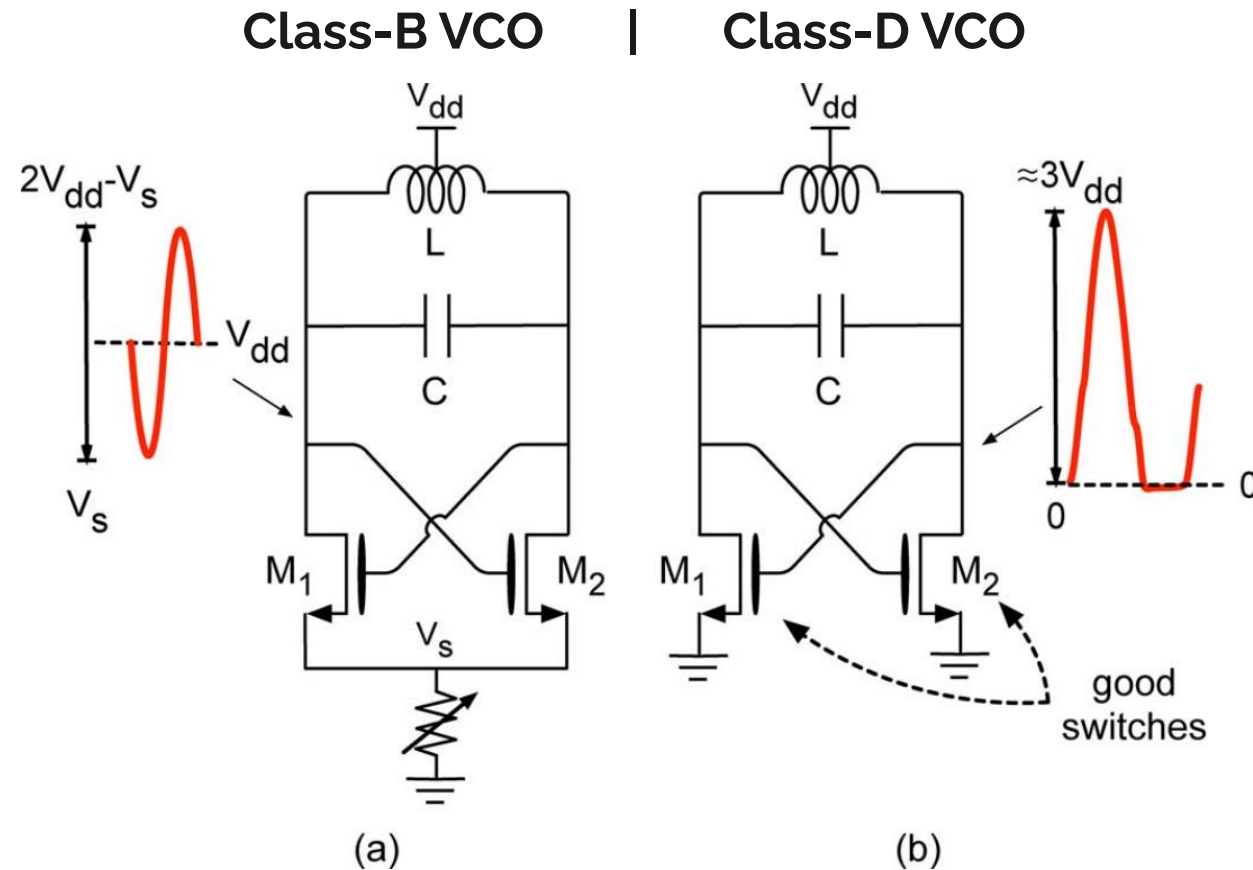 Class-B VCO | Class-D VCO
Vdd
2Vdd-Vs
L
Vdd
C
Vs
M1
M2
Vs
(a)
Vdd
≈3Vdd
L
C
0
0
M1
M2
good
switches
(b)